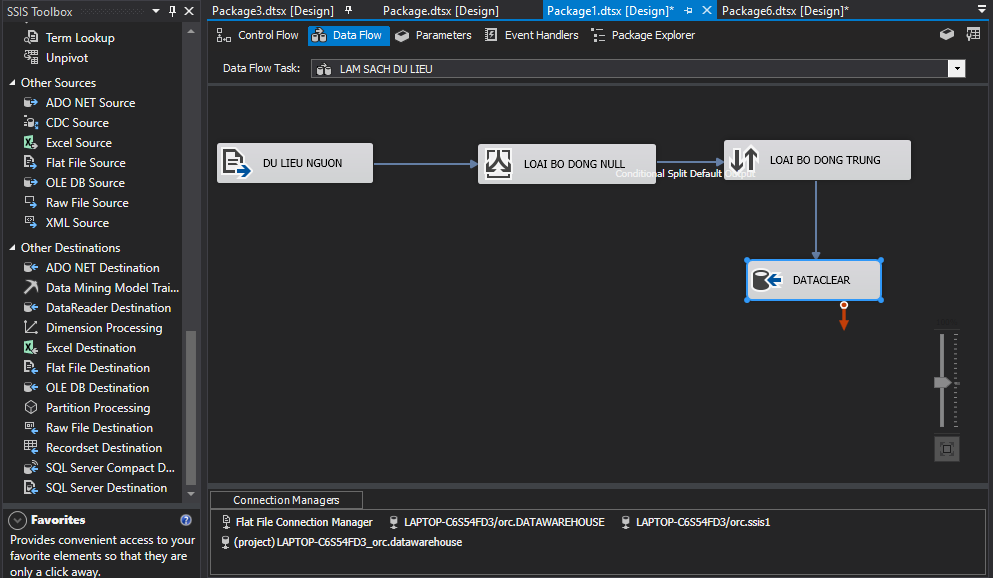 SSIS Toolbox
Term Lookup
Unpivot
Other Sources
ADO NET Source
CDC Source
Excel Source
Flat File Source
OLE DB Source
Raw File Source
XML Source
Other Destinations
ADO NET Destination
Data Mining Model Trai...
DataReader Destination
Dimension Processing
Excel Destination
Flat File Destination
OLE DB Destination
Partition Processing
Raw File Destination
Recordset Destination
SQL Server Compact D...
SQL Server Destination
Favorites
Provides convenient access to your
favorite elements so that they are
only a click away.
Package3.dtsx [Design] Package.dtsx [Design] Package1.dtsx [Design]* Package6.dtsx [Design]*
Control Flow Data Flow Parameters Event Handlers Package Explorer
Data Flow Task: LAM SACH DU LIEU
DU LIEU NGUON LOAI BO DONG NULL LOAI BO DONG TRUNG
Conditional Split Default Output
DATACLEAR
Connection Managers
Flat File Connection Manager LAPTOP-C6S54FD3/orc.DATAWAREHOUSE LAPTOP-C6S54FD3/orc.ssis1
(project) LAPTOP-C6S54FD3_orc.datawarehouse